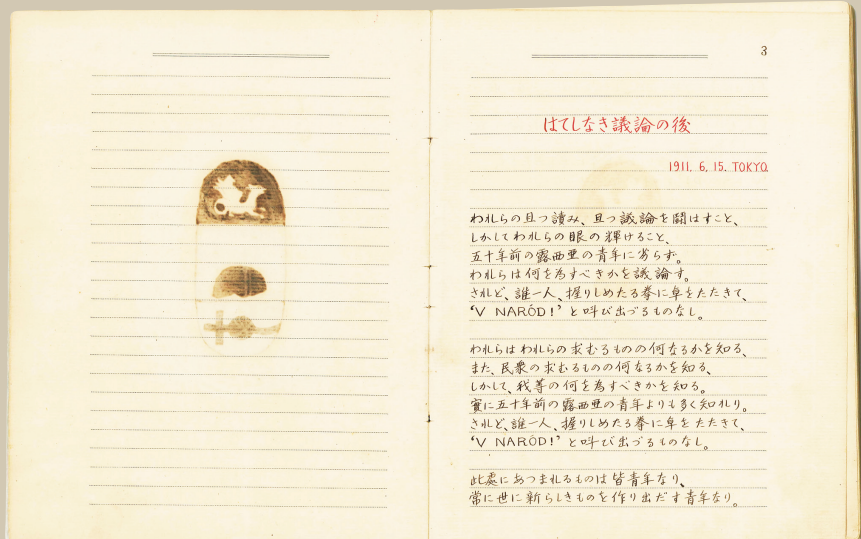 3
はてしなき議論の後
1911. 6. 15. TOKYO.
われらの且つ讀み、且つ議論を鬪はすこと、
しかしてわれらの眼の輝けること、
五十年前の露西亜の青年に劣らず。
われらは何を為すべきかを議論す。
されど、誰一人、握りしめたる拳に卓をたたきて、
‘V NARÓD!’と叫び出づるものなし。
われらはわれらの求むるものの何なるかを知る、
また、民衆の求むるものの何なるかを知る、
しかして、我等の何を為すべきかを知る。
實に五十年前の露西亜の青年よりも多く知れり。
されど、誰一人、握りしめたる拳に卓をたたきて、
‘V NARÓD!’と叫び出づるものなし。
此處にあつまれるものは皆青年なり、
常に世に新らしきものを作り出だす青年なり。